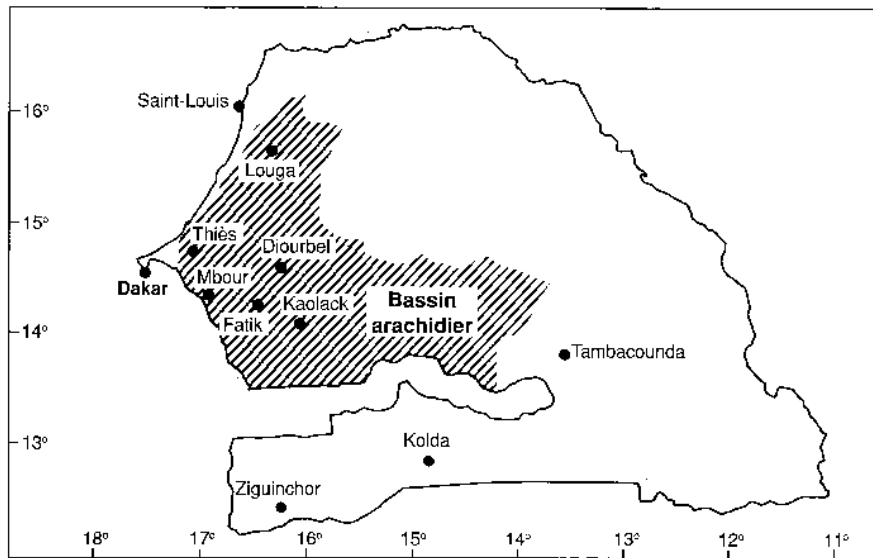 Saint-Louis
16°
Louga
15°
Thiès
Diourbel
Dakar
Mbour
Kaolack
Bassin
arachidier
Fatik
14°
Tambacounda
13°
Kolda
Ziguinchor
18°
17°
16°
15°
14°
13°
12°
11°